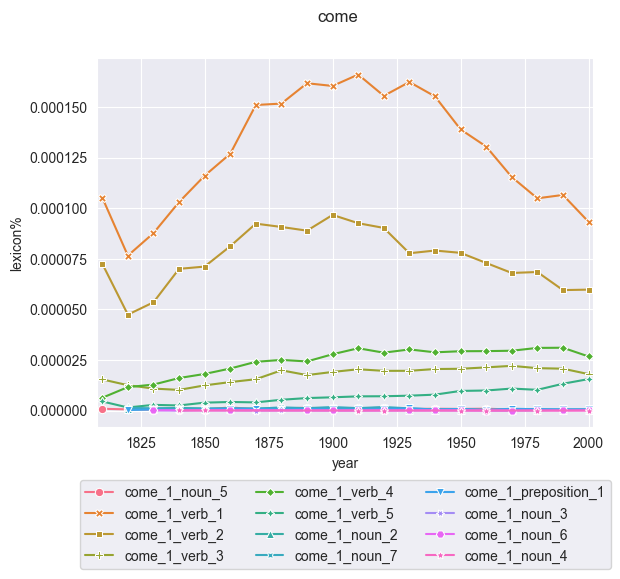 come
0.000150
0.000125
0.000100
0.000075
0.000050
0.000025
0.000000
lexicon%
1825 1850 1875 1900 1925 1950 1975 2000
year
come_1_noun_5 come_1_verb_4 come_1_preposition_1
come_1_verb_1 come_1_verb_5 come_1_noun_3
come_1_verb_2 come_1_noun_2 come_1_noun_6
come_1_verb_3 come_1_noun_7 come_1_noun_4